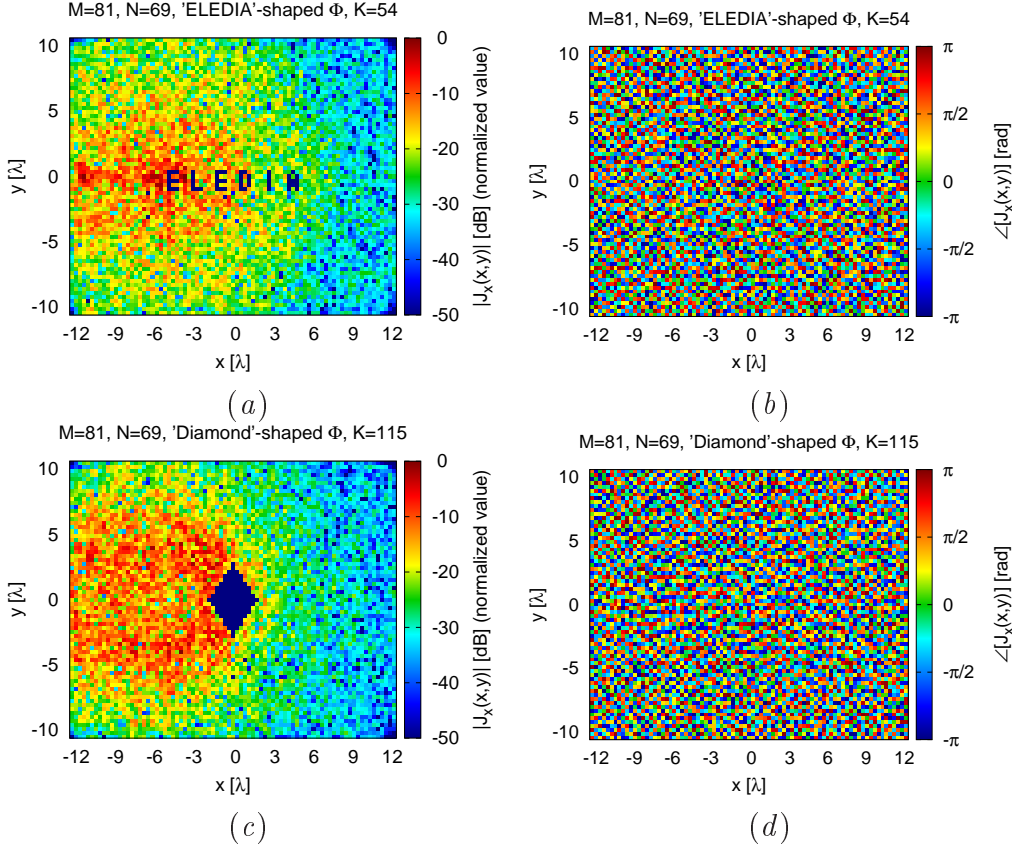 M=81, N=69, 'ELEDIA'-shaped Φ, K=54
10
5
0
-5
-10
y [λ]
E L E D I A
-12 -9 -6 -3 0 3 6 9 12
x [λ]
0
-10
-20
-30
-40
-50
|Jx(x,y)| [dB] (normalized value)
(a)
M=81, N=69, 'ELEDIA'-shaped Φ, K=54
10
5
0
-5
-10
y [λ]
-12 -9 -6 -3 0 3 6 9 12
x [λ]
π
π/2
0
-π/2
-π
∠[Jx(x,y)] [rad]
(b)
M=81, N=69, 'Diamond'-shaped Φ, K=115
10
5
0
-5
-10
y [λ]
-12 -9 -6 -3 0 3 6 9 12
x [λ]
0
-10
-20
-30
-40
-50
|Jx(x,y)| [dB] (normalized value)
(c)
M=81, N=69, 'Diamond'-shaped Φ, K=115
10
5
0
-5
-10
y [λ]
-12 -9 -6 -3 0 3 6 9 12
x [λ]
π
π/2
0
-π/2
-π
∠[Jx(x,y)] [rad]
(d)